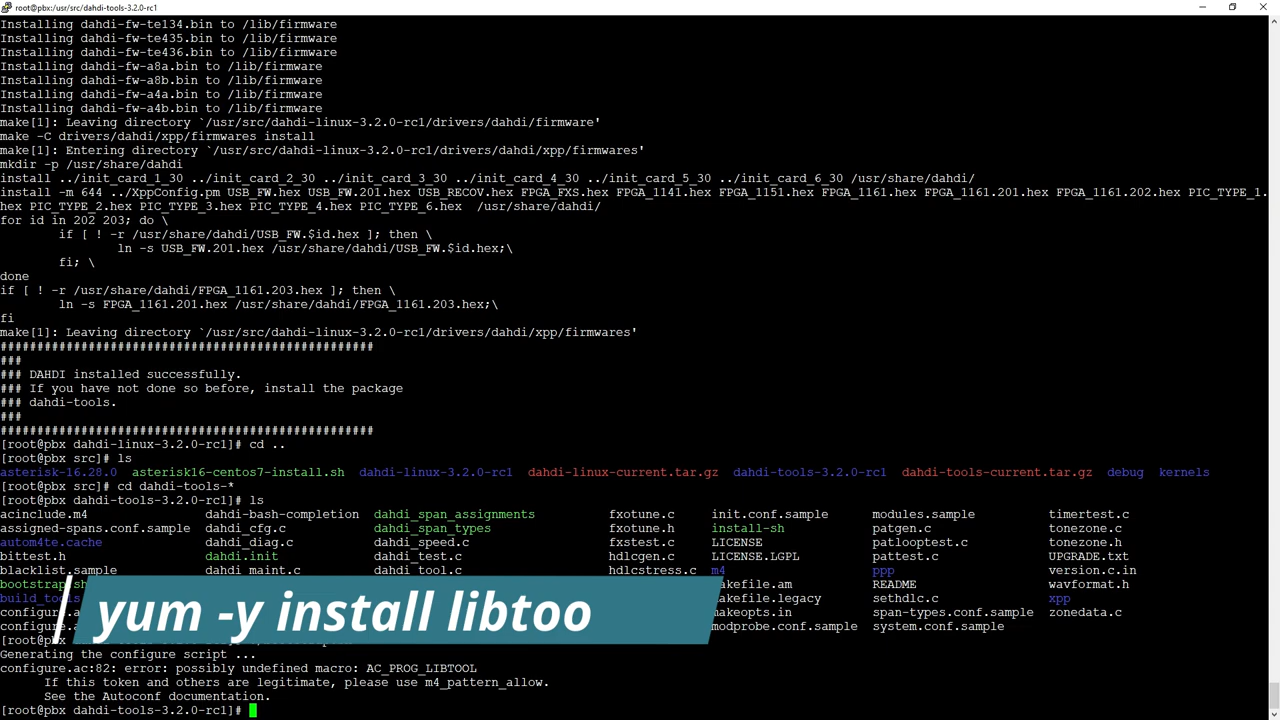 root@pbx:/usr/src/dahdi-tools-3.2.0-rc1
Installing dahdi-fw-te134.bin to /lib/firmware
Installing dahdi-fw-te435.bin to /lib/firmware
Installing dahdi-fw-te436.bin to /lib/firmware
Installing dahdi-fw-a8a.bin to /lib/firmware
Installing dahdi-fw-a8b.bin to /lib/firmware
Installing dahdi-fw-a4a.bin to /lib/firmware
Installing dahdi-fw-a4b.bin to /lib/firmware
make[1]: Leaving directory `/usr/src/dahdi-linux-3.2.0-rc1/drivers/dahdi/firmware'
make -C drivers/dahdi/xpp/firmwares install
make[1]: Entering directory `/usr/src/dahdi-linux-3.2.0-rc1/drivers/dahdi/xpp/firmwares'
mkdir -p /usr/share/dahdi
install ../init_card_1_30 ../init_card_2_30 ../init_card_3_30 ../init_card_4_30 ../init_card_5_30 ../init_card_6_30 /usr/share/dahdi/
install -m 644 ../XppConfig.pm USB_FW.hex USB_FW.201.hex USB_RECOV.hex FPGA_FXS.hex FPGA_1141.hex FPGA_1151.hex FPGA_1161.hex FPGA_1161.201.hex FPGA_1161.202.hex PIC_TYPE_1.
hex PIC_TYPE_2.hex PIC_TYPE_3.hex PIC_TYPE_4.hex PIC_TYPE_6.hex  /usr/share/dahdi/
for id in 202 203; do \
if [ ! -r /usr/share/dahdi/USB_FW.$id.hex ]; then \
ln -s USB_FW.201.hex /usr/share/dahdi/USB_FW.$id.hex;\
fi; \
done
if [ ! -r /usr/share/dahdi/FPGA_1161.203.hex ]; then \
ln -s FPGA_1161.201.hex /usr/share/dahdi/FPGA_1161.203.hex;\
fi
make[1]: Leaving directory `/usr/src/dahdi-linux-3.2.0-rc1/drivers/dahdi/xpp/firmwares'
###################################################
###
### DAHDI installed successfully.
### If you have not done so before, install the package
### dahdi-tools.
###
###################################################
[root@pbx dahdi-linux-3.2.0-rc1]# cd ..
[root@pbx src]# ls
asterisk-16.28.0  asterisk16-centos7-install.sh  dahdi-linux-3.2.0-rc1  dahdi-linux-current.tar.gz  dahdi-tools-3.2.0-rc1  dahdi-tools-current.tar.gz  debug  kernels
[root@pbx src]# cd dahdi-tools-*
[root@pbx dahdi-tools-3.2.0-rc1]# ls
acinclude.m4 dahdi-bash-completion dahdi_span_assignments fxotune.c init.conf.sample modules.sample timertest.c
assigned-spans.conf.sample dahdi_cfg.c dahdi_span_types fxotune.h install-sh patgen.c tonezone.c
autom4te.cache dahdi_diag.c dahdi_speed.c fxstest.c LICENSE patlooptest.c tonezone.h
bittest.h dahdi.init dahdi_test.c hdlcgen.c LICENSE.LGPL pattest.c UPGRADE.txt
blacklist.sample dahdi_maint.c dahdi_tool.c hdlcstress.c m4 ppp version.c.in
bootstrap.sh akefile.am README wavformat.h
build_tools akefile.legacy sethdlc.c xpp
configure.a akeopts.in span-types.conf.sample zonedata.c
configure.a modprobe.conf.sample system.conf.sample
yum -y install libtoo
Generating the configure script ...
configure.ac:82: error: possibly undefined macro: AC_PROG_LIBTOOL
If this token and others are legitimate, please use m4_pattern_allow.
See the Autoconf documentation.
[root@pbx dahdi-tools-3.2.0-rc1]#